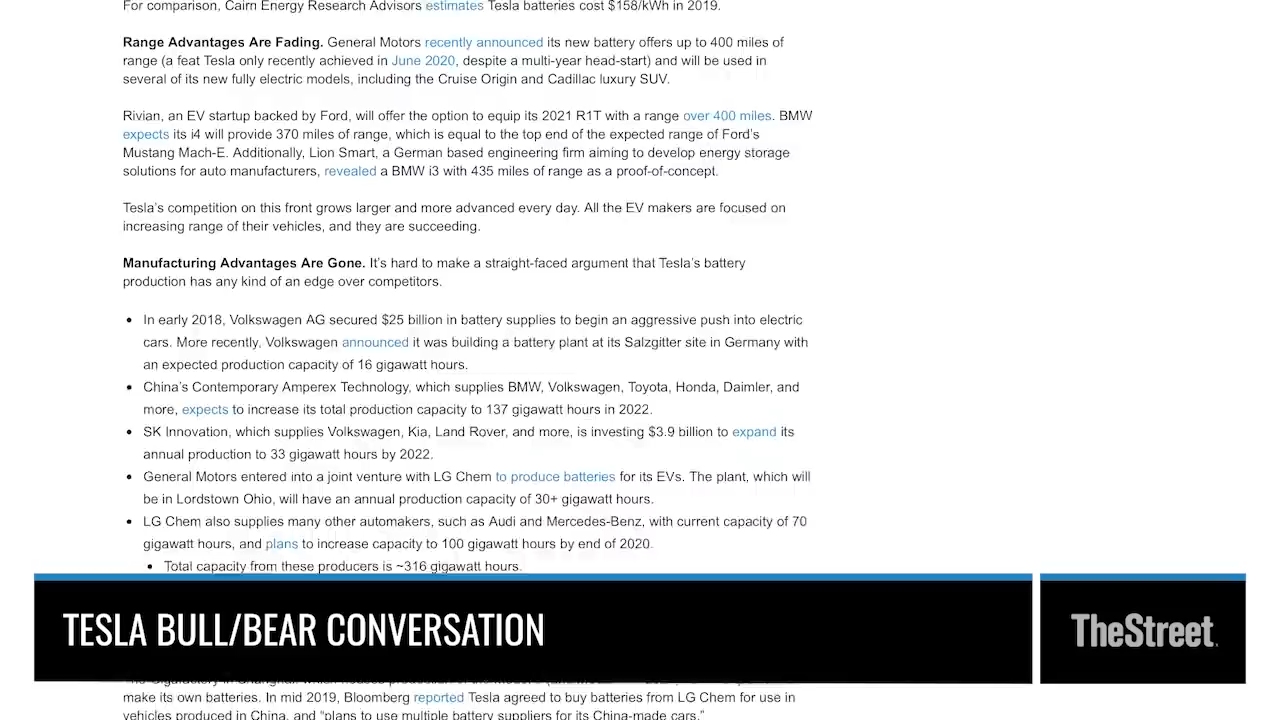 For comparison, Cairn Energy Research Advisors estimates Tesla batteries cost $158/kWh in 2019.
Range Advantages Are Fading. General Motors recently announced its new battery offers up to 400 miles of
range (a feat Tesla only recently achieved in June 2020, despite a multi-year head-start) and will be used in
several of its new fully electric models, including the Cruise Origin and Cadillac luxury SUV.
Rivian, an EV startup backed by Ford, will offer the option to equip its 2021 R1T with a range over 400 miles. BMW
expects its i4 will provide 370 miles of range, which is equal to the top end of the expected range of Ford's
Mustang Mach-E. Additionally, Lion Smart, a German based engineering firm aiming to develop energy storage
solutions for auto manufacturers, revealed a BMW i3 with 435 miles of range as a proof-of-concept.
Tesla's competition on this front grows larger and more advanced every day. All the EV makers are focused on
increasing range of their vehicles, and they are succeeding.
Manufacturing Advantages Are Gone. It's hard to make a straight-faced argument that Tesla's battery
production has any kind of an edge over competitors.
• In early 2018, Volkswagen AG secured $25 billion in battery supplies to begin an aggressive push into electric
cars. More recently, Volkswagen announced it was building a battery plant at its Salzgitter site in Germany with
an expected production capacity of 16 gigawatt hours.
• China's Contemporary Amperex Technology, which supplies BMW, Volkswagen, Toyota, Honda, Daimler, and
more, expects to increase its total production capacity to 137 gigawatt hours in 2022.
• SK Innovation, which supplies Volkswagen, Kia, Land Rover, and more, is investing $3.9 billion to expand its
annual production to 33 gigawatt hours by 2022.
• General Motors entered into a joint venture with LG Chem to produce batteries for its EVs. The plant, which will
be in Lordstown Ohio, will have an annual production capacity of 30+ gigawatt hours.
• LG Chem also supplies many other automakers, such as Audi and Mercedes-Benz, with current capacity of 70
gigawatt hours, and plans to increase capacity to 100 gigawatt hours by end of 2020.
• Total capacity from these producers is ~316 gigawatt hours.
TESLA BULL/BEAR CONVERSATION
TheStreet.
make its own batteries. In mid 2019, Bloomberg reported Tesla agreed to buy batteries from LG Chem for use in
vehicles produced in China, and "plans to use multiple battery suppliers for its China-made cars."